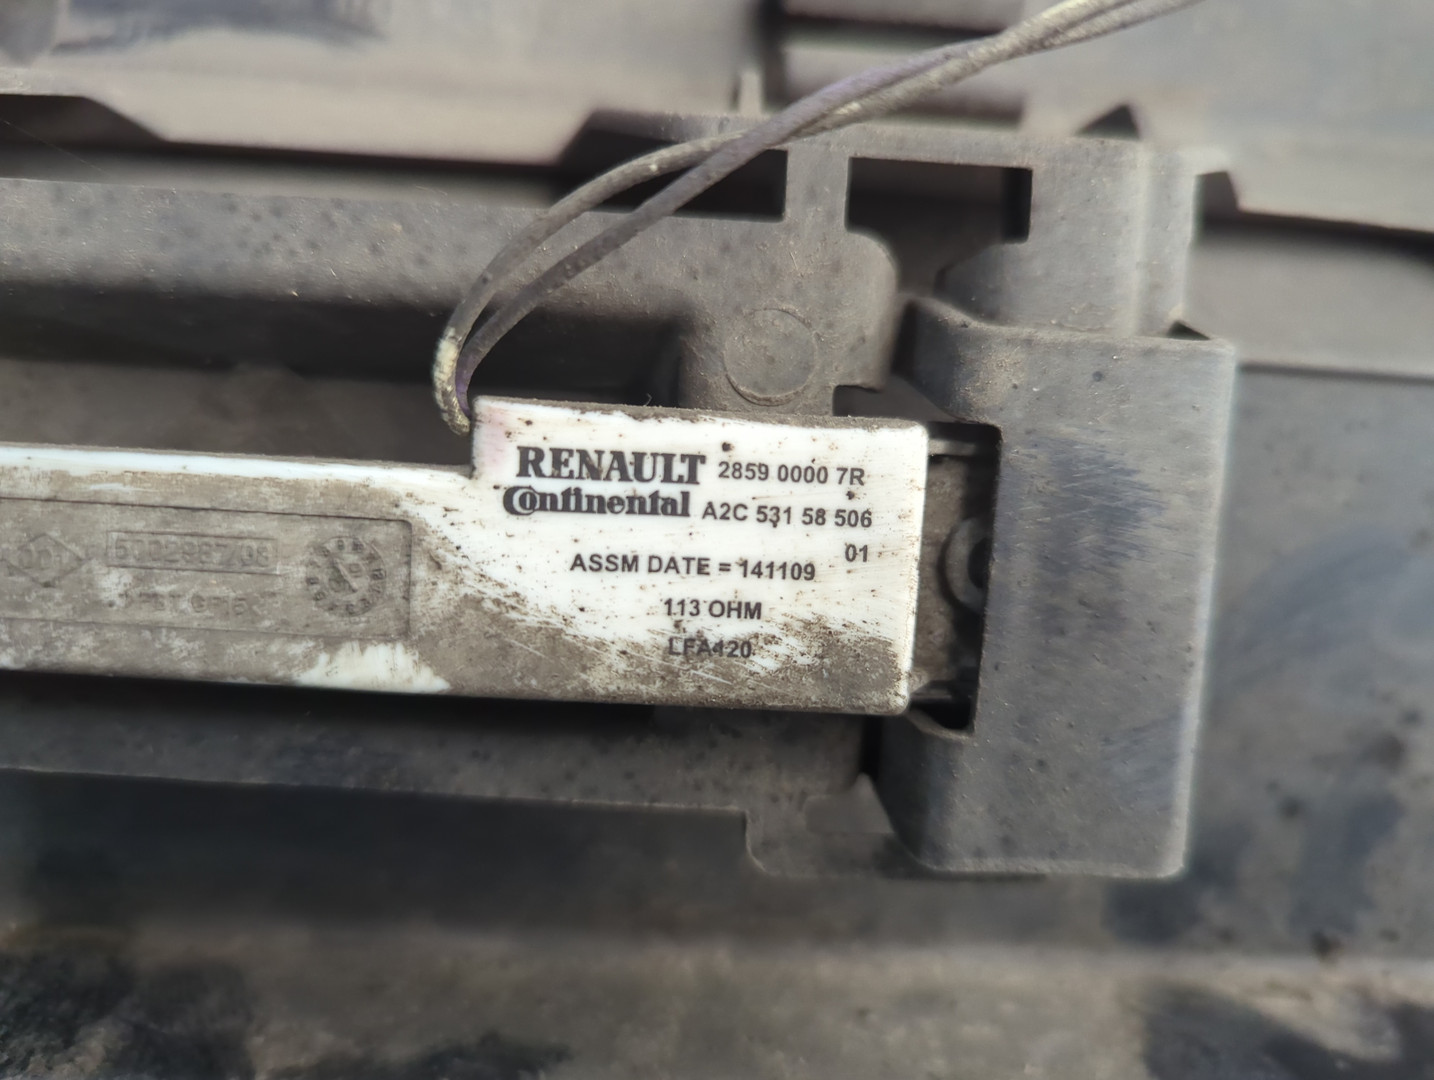 RENAULT 2859 0000 7R
Continental A2C 531 58 506
01
ASSM DATE = 141109
113 OHM
LFA420